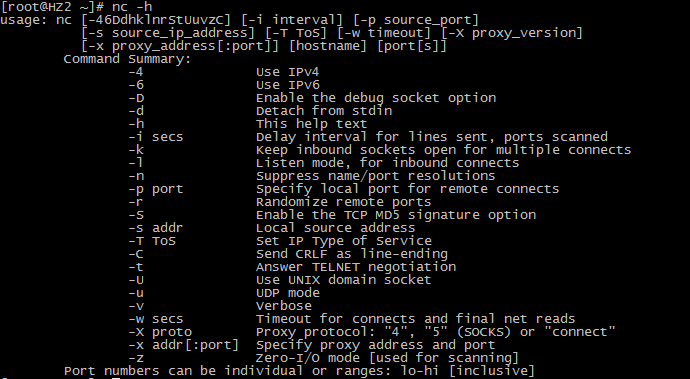 [root@HZ2 ~]# nc -h
usage: nc [-46DdhklnrStUuvzC] [-i interval] [-p source_port]
          [-s source_ip_address] [-T ToS] [-w timeout] [-X proxy_version]
          [-x proxy_address[:port]] [hostname] [port[s]]
        Command Summary:
                -4              Use IPv4
                -6              Use IPv6
                -D              Enable the debug socket option
                -d              Detach from stdin
                -h              This help text
                -i secs         Delay interval for lines sent, ports scanned
                -k              Keep inbound sockets open for multiple connects
                -l              Listen mode, for inbound connects
                -n              Suppress name/port resolutions
                -p port         Specify local port for remote connects
                -r              Randomize remote ports
                -S              Enable the TCP MD5 signature option
                -s addr         Local source address
                -T ToS          Set IP Type of Service
                -C              Send CRLF as line-ending
                -t              Answer TELNET negotiation
                -U              Use UNIX domain socket
                -u              UDP mode
                -v              Verbose
                -w secs         Timeout for connects and final net reads
                -X proto        Proxy protocol: "4", "5" (SOCKS) or "connect"
                -x addr[:port]  Specify proxy address and port
                -z              Zero-I/O mode [used for scanning]
        Port numbers can be individual or ranges: lo-hi [inclusive]